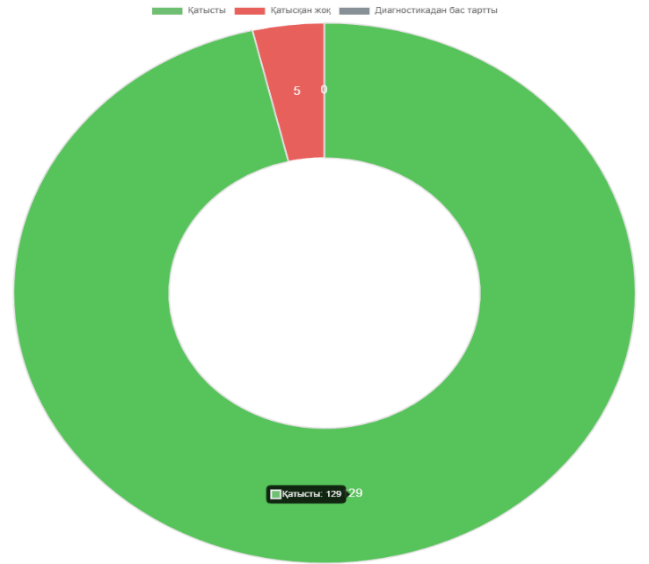 Қатысты Қатысқан жоқ Диагностикадан бас тартты
5 0
Қатысты: 129 29